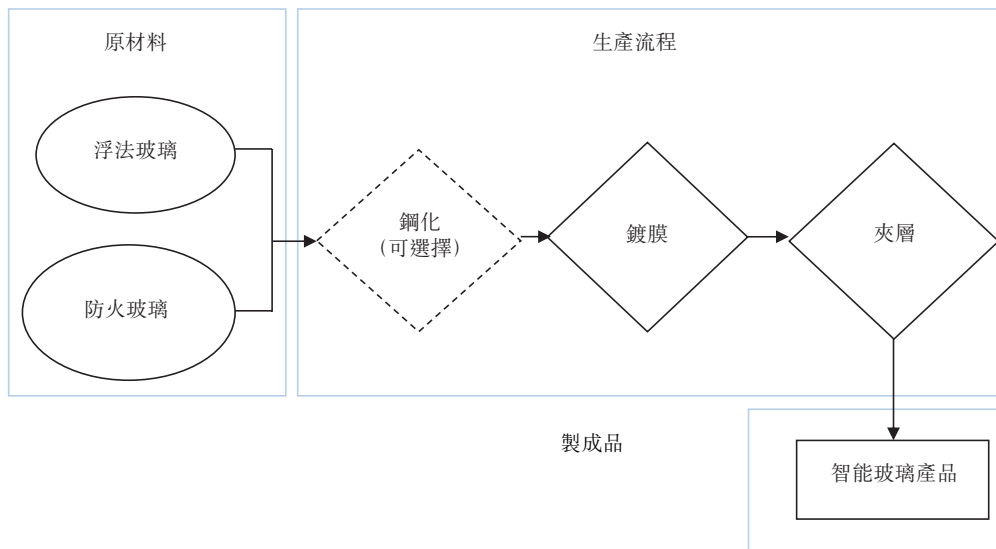 原材料
生產流程
浮法玻璃
防火玻璃
鋼化
(可選擇)
鍍膜
夾層
製成品
智能玻璃產品